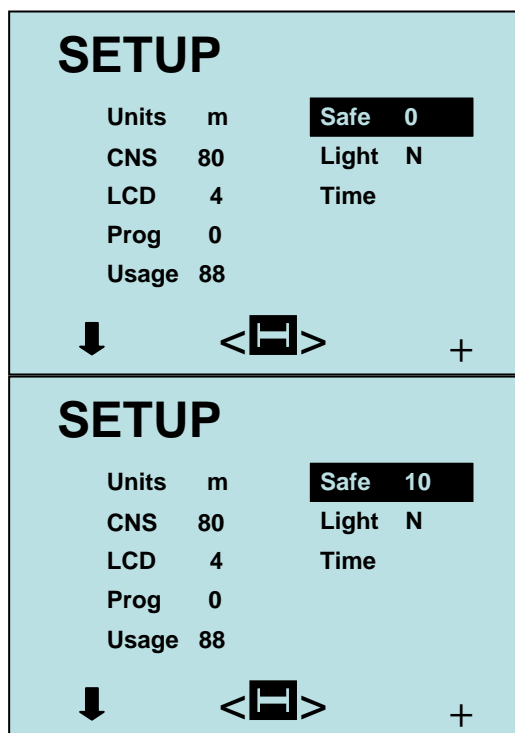 SETUP
Units m Safe 0
CNS 80 Light N
LCD 4 Time
Prog 0
Usage 88
< >
+
SETUP
Units m Safe 10
CNS 80 Light N
LCD 4 Time
Prog 0
Usage 88
< >
+